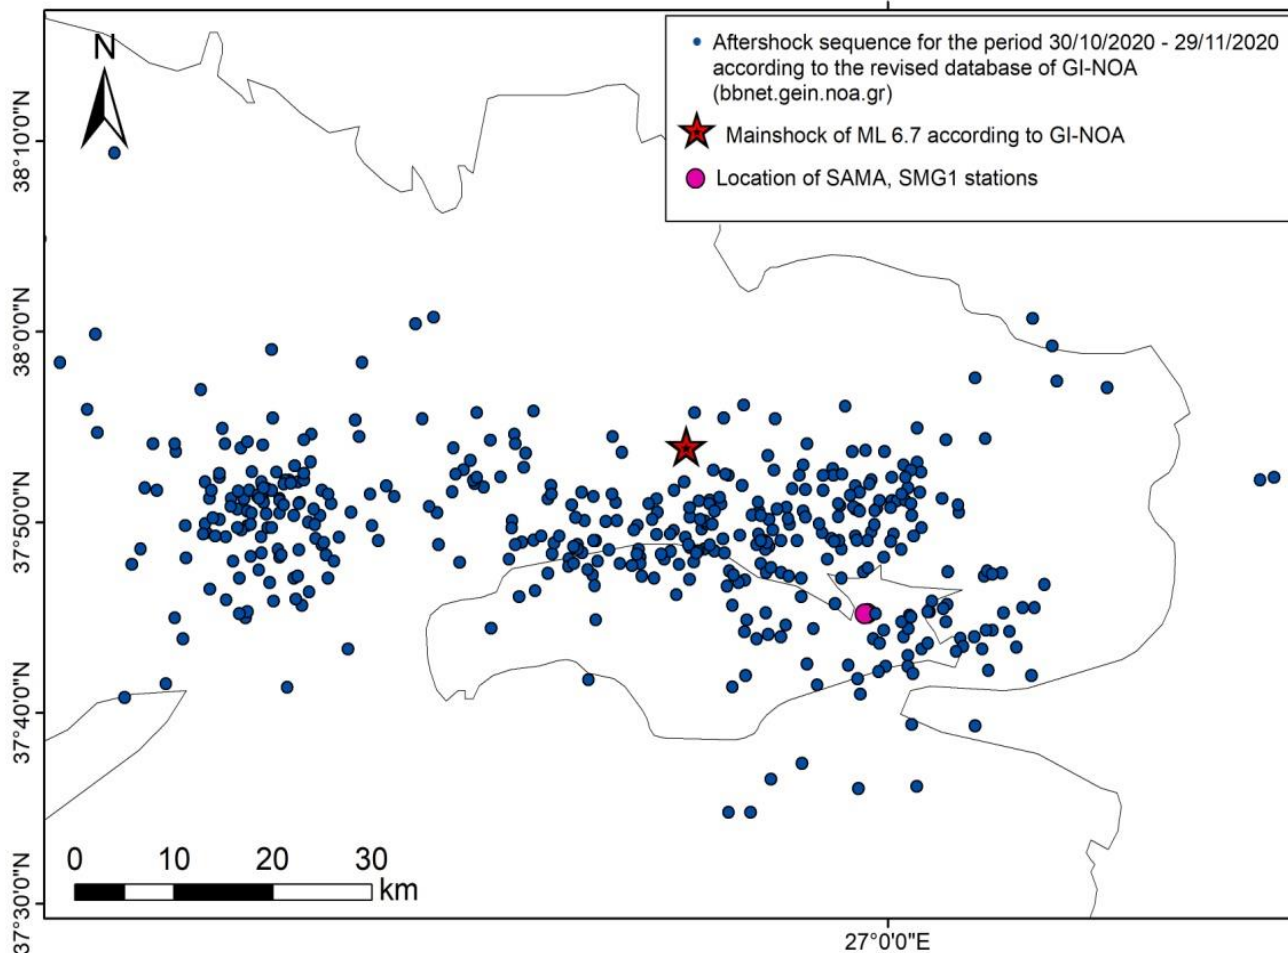 N
Aftershock sequence for the period 30/10/2020 - 29/11/2020
according to the revised database of GI-NOA
(bbnet.gein.noa.gr)
Mainshock of ML 6.7 according to GI-NOA
Location of SAMA, SMG1 stations
38°10'0"N
38°0'0"N
37°50'0"N
37°40'0"N
37°30'0"N
0 10 20 30
km
27°0'0"E